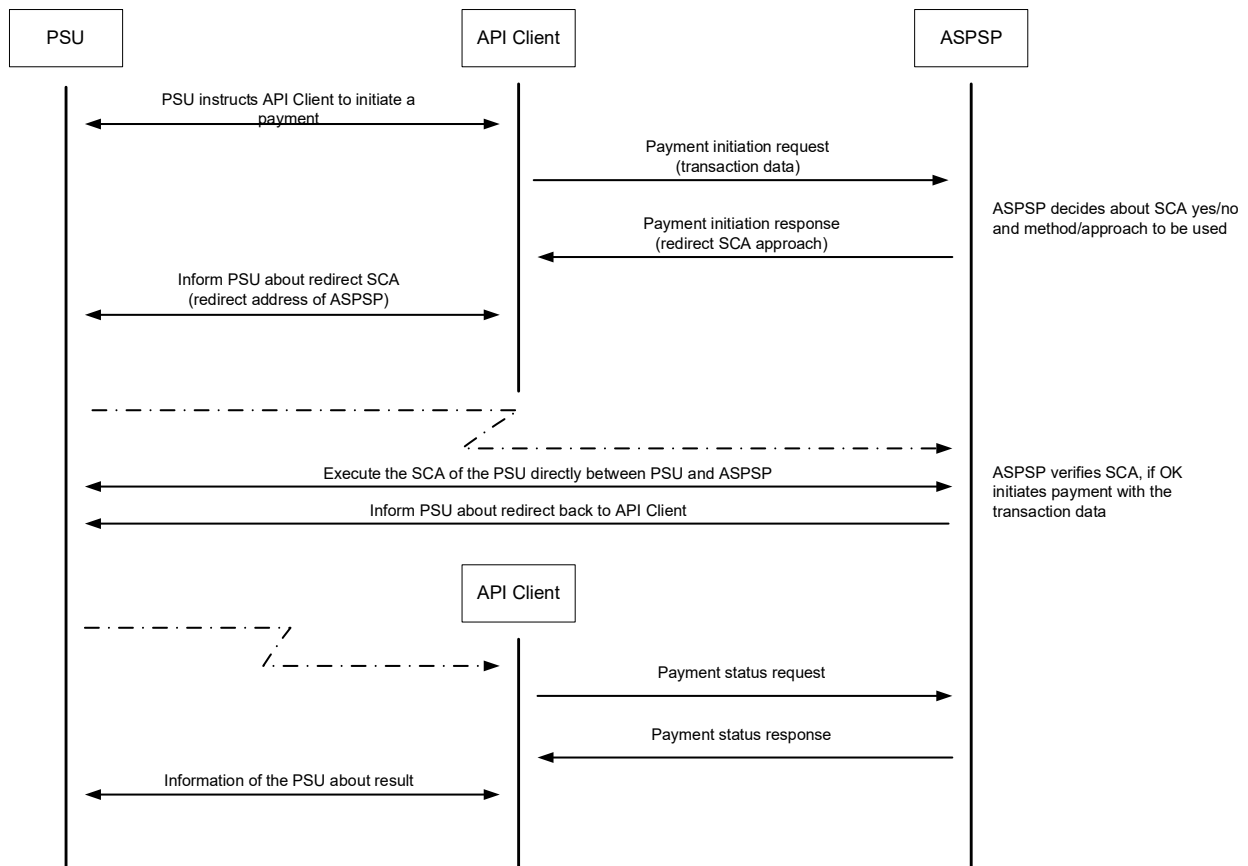 PSU
API Client
ASPSP
PSU instructs API Client to initiate a
payment
Payment initiation request
(transaction data)
ASPSP decides about SCA yes/no
and method/approach to be used
Payment initiation response
(redirect SCA approach)
Inform PSU about redirect SCA
(redirect address of ASPSP)
Execute the SCA of the PSU directly between PSU and ASPSP
ASPSP verifies SCA, if OK
initiates payment with the
transaction data
Inform PSU about redirect back to API Client
API Client
Payment status request
Payment status response
Information of the PSU about result